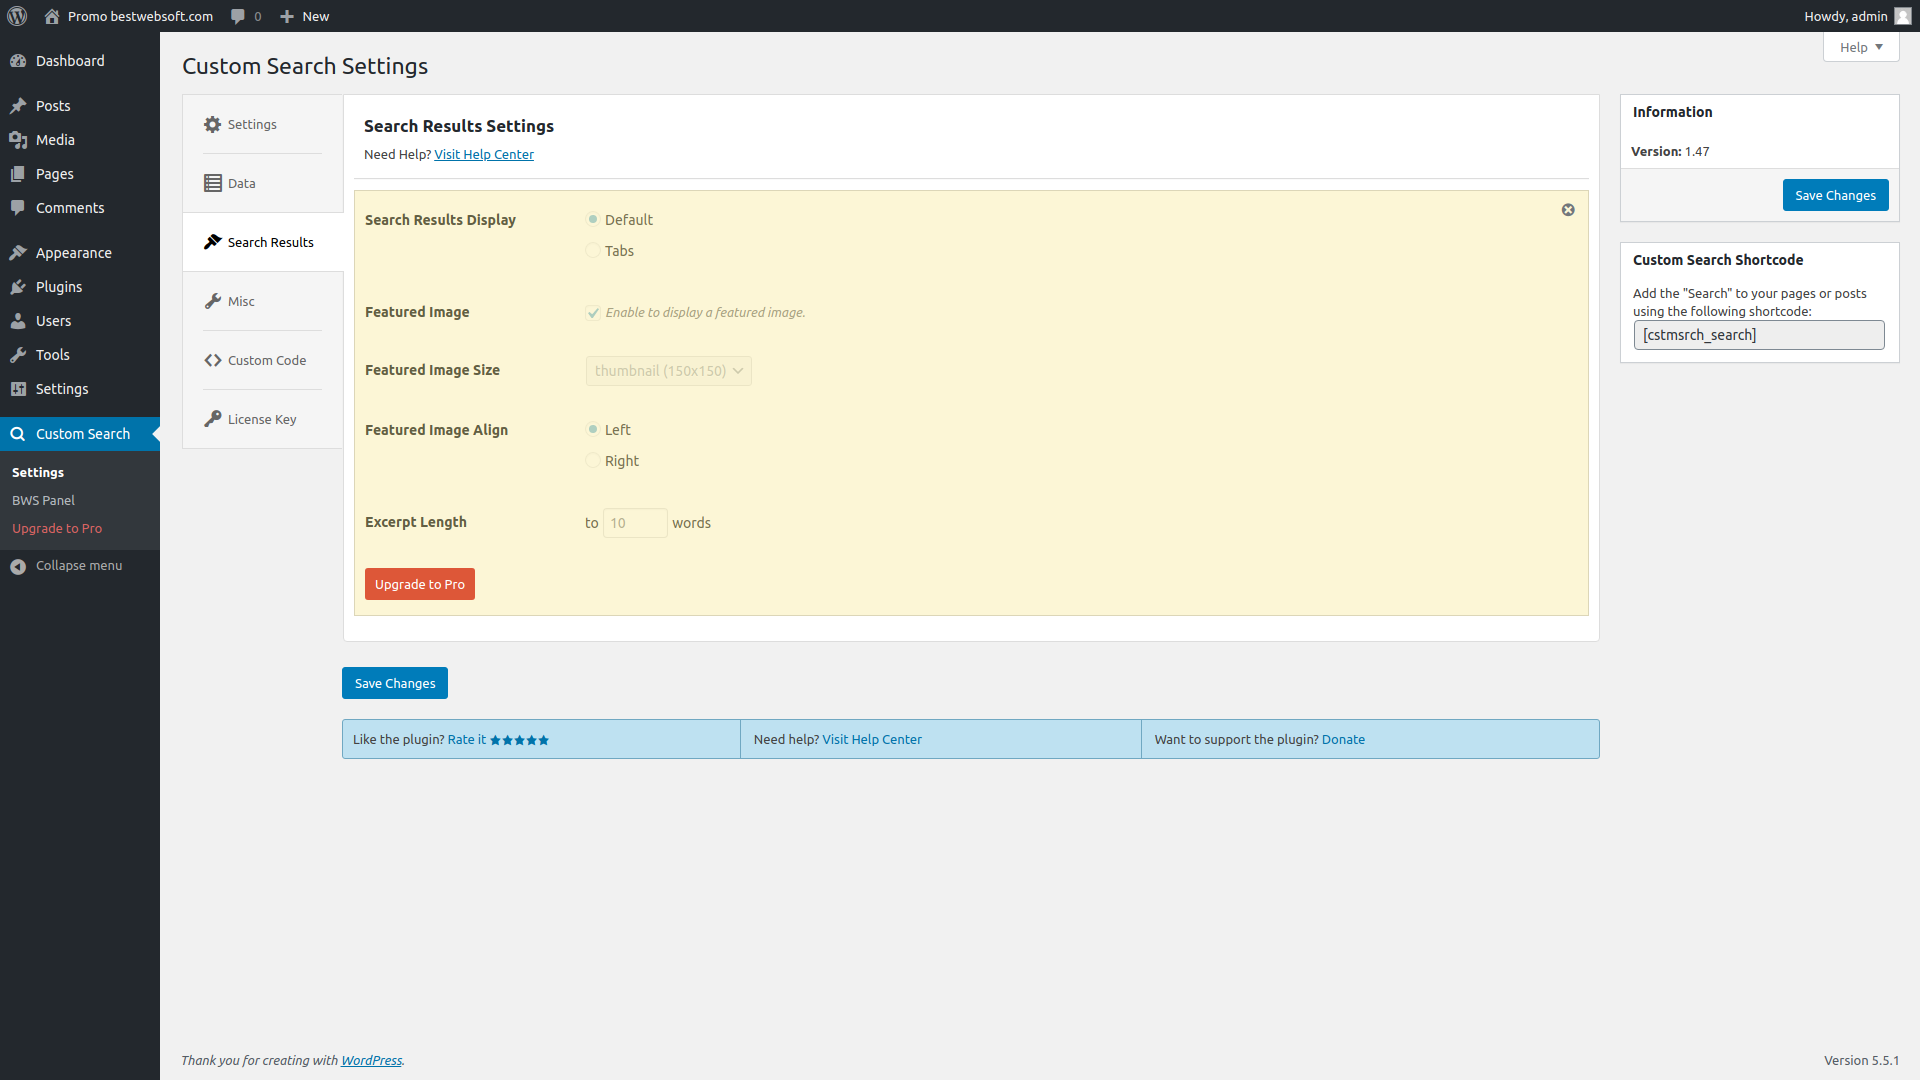 Promo bestwebsoft.com 0 New Howdy, admin
Help
Dashboard
Posts
Media
Pages
Comments
Appearance
Plugins
Users
Tools
Settings
Custom Search
Settings
BWS Panel
Upgrade to Pro
Collapse menu
Custom Search Settings
Settings
Data
Search Results
Misc
Custom Code
License Key
Search Results Settings
Need Help? Visit Help Center
Search Results Display
Default
Tabs
Featured Image
Enable to display a featured image.
Featured Image Size
thumbnail (150x150)
Featured Image Align
Left
Right
Excerpt Length
to 10 words
Upgrade to Pro
Save Changes
Like the plugin? Rate it ★★★★★
Need help? Visit Help Center
Want to support the plugin? Donate
Information
Version: 1.47
Save Changes
Custom Search Shortcode
Add the "Search" to your pages or posts
using the following shortcode:
[cstmsrch_search]
Thank you for creating with WordPress.
Version 5.5.1